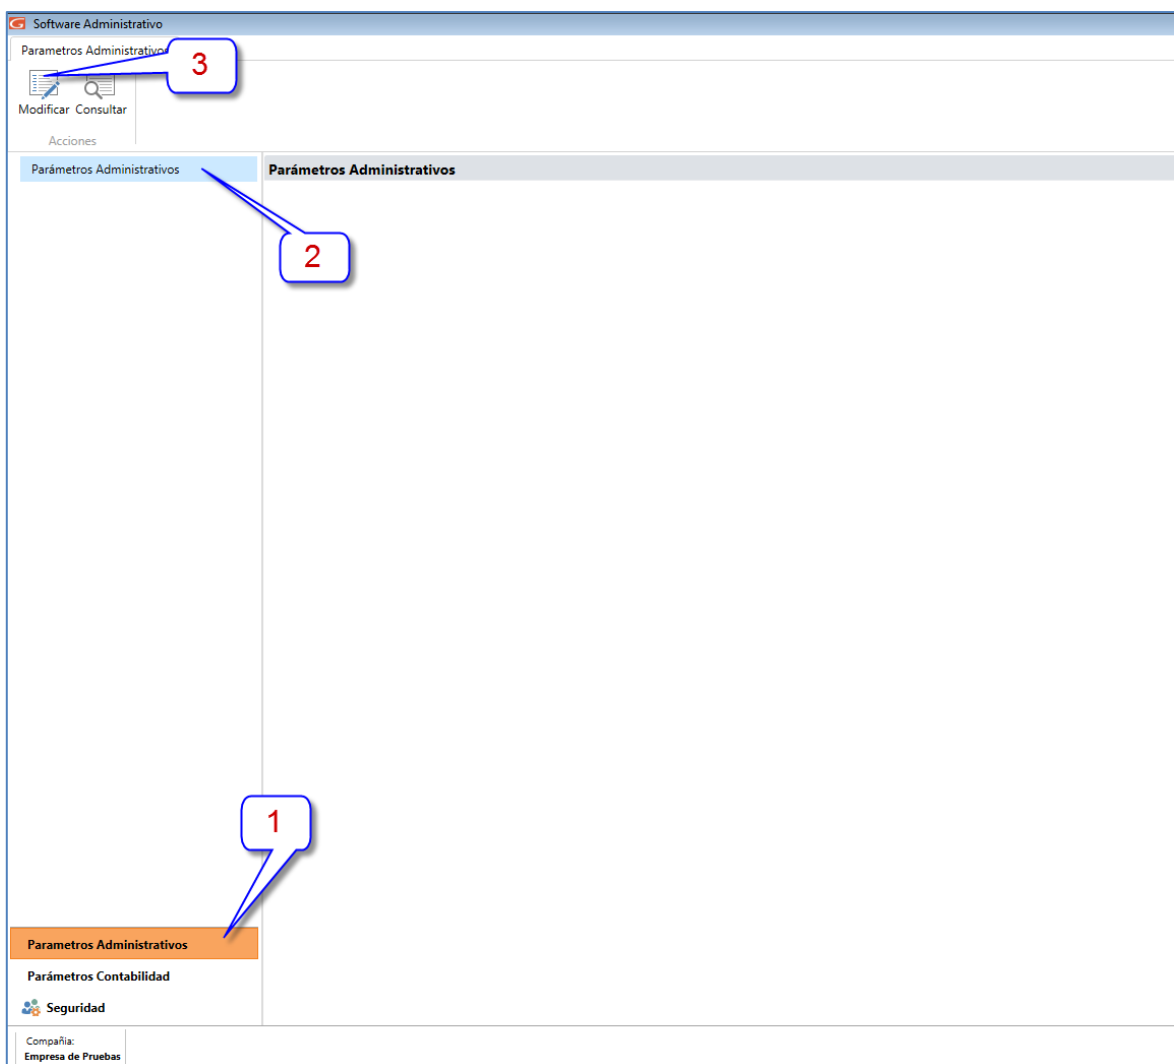 Software Administrativo
Parametros Administrativos
3
Modificar Consultar
Acciones
Parámetros Administrativos
Parámetros Administrativos
2
1
Parametros Administrativos
Parámetros Contabilidad
Seguridad
Compañia:
Empresa de Pruebas